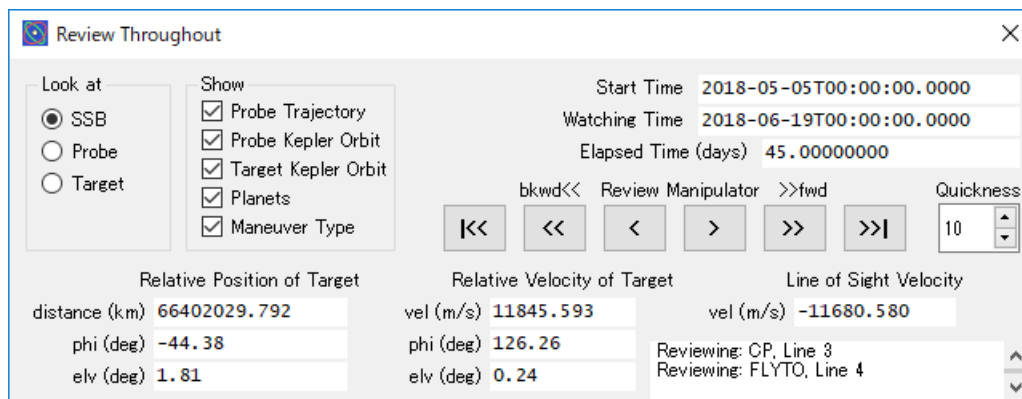 Review Throughout
Look at
SSB
Probe
Target
Show
Probe Trajectory
Probe Kepler Orbit
Target Kepler Orbit
Planets
Maneuver Type
Start Time 2018-05-05T00:00:00.0000
Watching Time 2018-06-19T00:00:00.0000
Elapsed Time (days) 45.00000000
bkwd<< Review Manipulator >>fwd Quickness
|<< << < > >> >>| 10
Relative Position of Target
distance (km) 66402029.792
phi (deg) -44.38
elv (deg) 1.81
Relative Velocity of Target
vel (m/s) 11845.593
phi (deg) 126.26
elv (deg) 0.24
Line of Sight Velocity
vel (m/s) -11680.580
Reviewing: CP, Line 3
Reviewing: FLYTO, Line 4